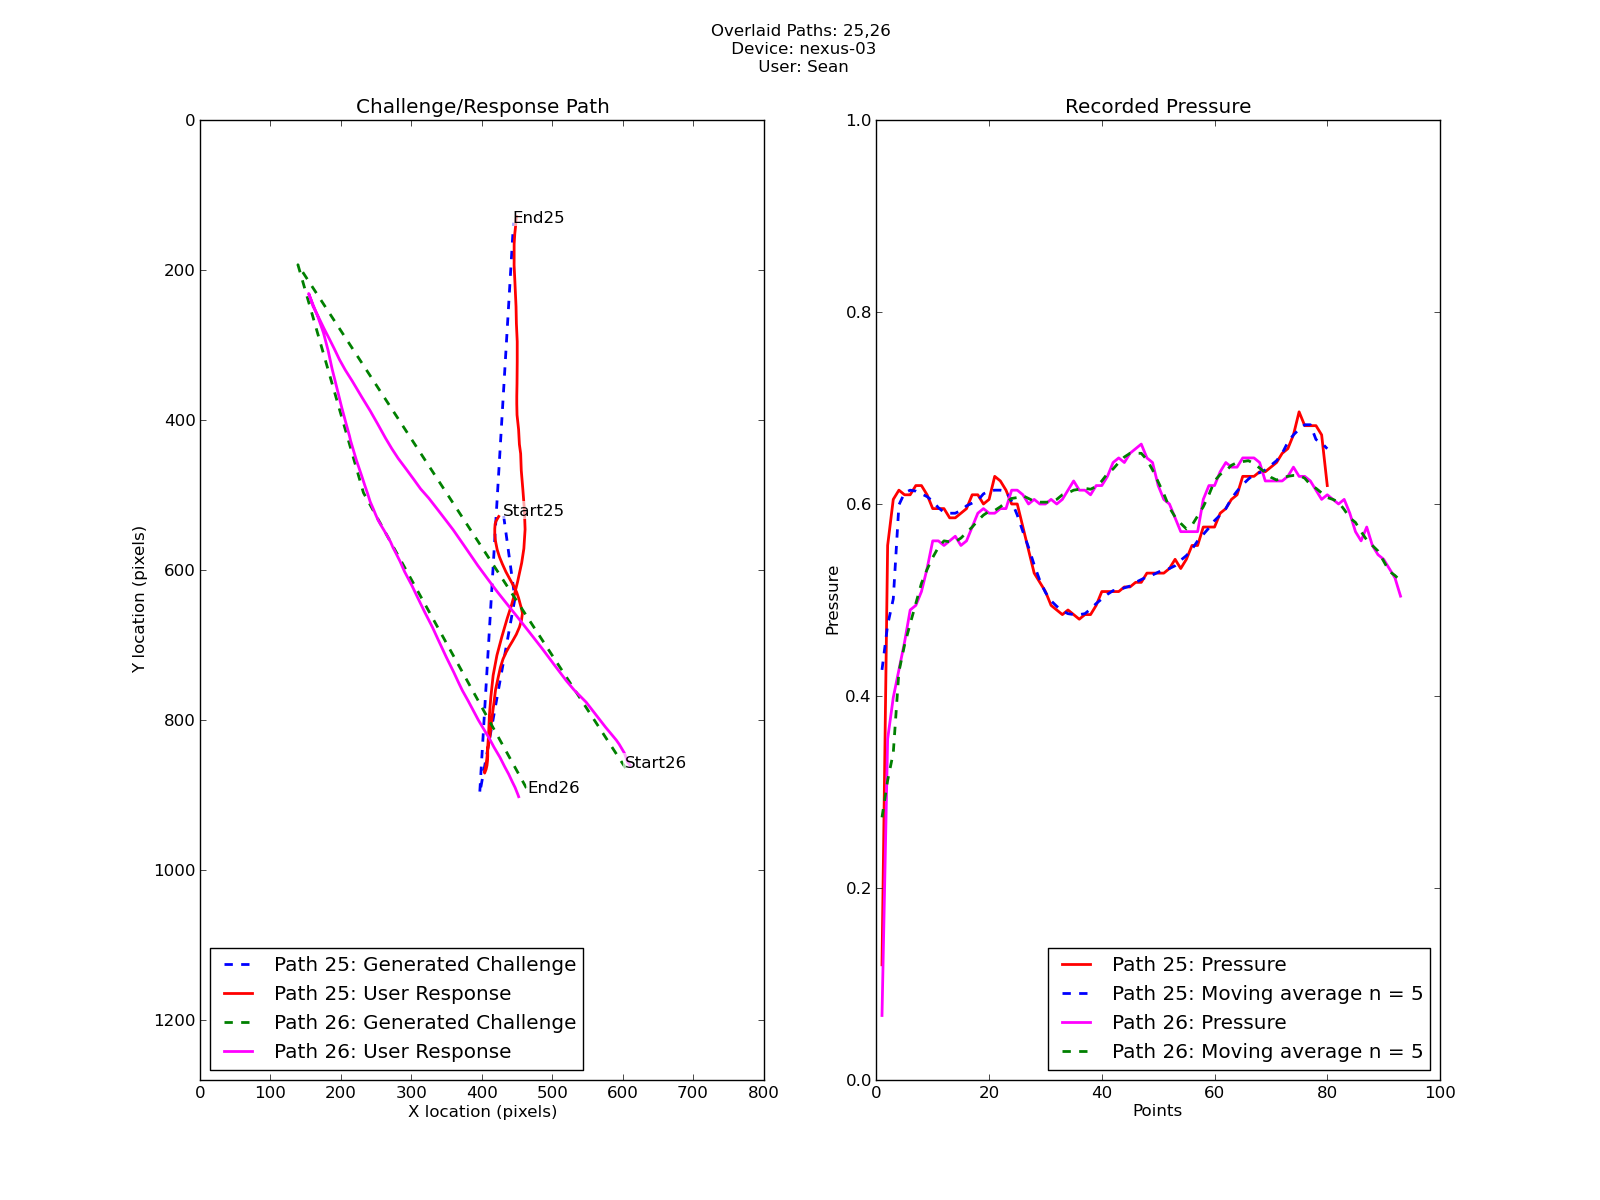 Overlaid Paths: 25,26
Device: nexus-03
User: Sean
Challenge/Response Path
0
200
400
600
800
1000
1200
Y location (pixels)
End25
Start25
Start26
End26
Path 25: Generated Challenge
Path 25: User Response
Path 26: Generated Challenge
Path 26: User Response
0 100 200 300 400 500 600 700 800
X location (pixels)
Recorded Pressure
1.0
0.8
0.6
0.4
0.2
0.0
Pressure
Path 25: Pressure
Path 25: Moving average n = 5
Path 26: Pressure
Path 26: Moving average n = 5
0 20 40 60 80 100
Points